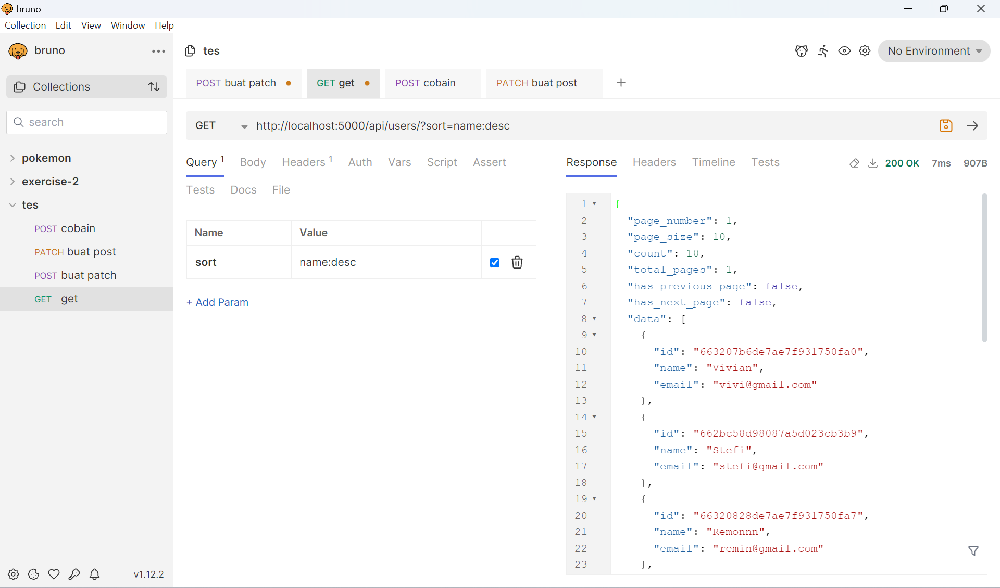 bruno
Collection Edit View Window Help
bruno
Collections
search
pokemon
exercise-2
tes
POST cobain
PATCH buat post
POST buat patch
GET get
v1.12.2
tes
No Environment
POST buat patch
GET get
POST cobain
PATCH buat post
GET http://localhost:5000/api/users/?sort=name:desc
Query 1 Body Headers 1 Auth Vars Script Assert
Tests Docs File
Name Value
sort name:desc
+ Add Param
Response Headers Timeline Tests 200 OK 7ms 907B
1 {
2 "page_number": 1,
3 "page_size": 10,
4 "count": 10,
5 "total_pages": 1,
6 "has_previous_page": false,
7 "has_next_page": false,
8 "data": [
9 {
10 "id": "663207b6de7ae7f931750fa0",
11 "name": "Vivian",
12 "email": "vivi@gmail.com"
13 },
14 {
15 "id": "662bc58d98087a5d023cb3b9",
16 "name": "Stefi",
17 "email": "stefi@gmail.com"
18 },
19 {
20 "id": "66320828de7ae7f931750fa7",
21 "name": "Remonnn",
22 "email": "remin@gmail.com"
23 },